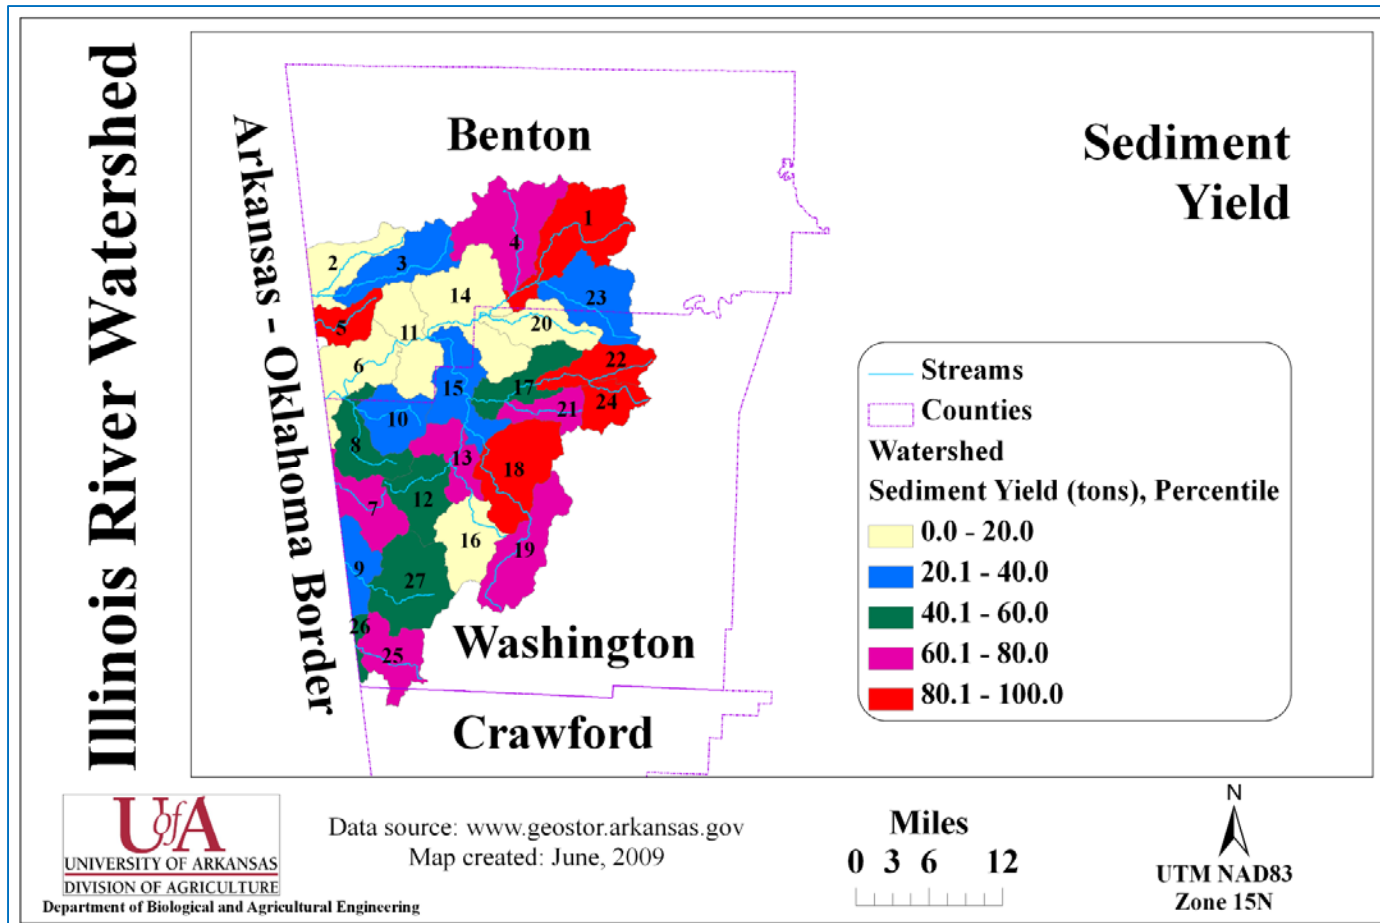 Illinois River Watershed
Arkansas - Oklahoma Border
Benton
Sediment
Yield
1
4
2
3
23
14
5
20
11
6
22
15
17
24
21
10
8
13
18
7
12
16
19
9
27
26
25
Washington
Crawford
Streams
Counties
Watershed
Sediment Yield (tons), Percentile
0.0 - 20.0
20.1 - 40.0
40.1 - 60.0
60.1 - 80.0
80.1 - 100.0
UofA
UNIVERSITY OF ARKANSAS
DIVISION OF AGRICULTURE
Department of Biological and Agricultural Engineering
Data source: www.geostor.arkansas.gov
Map created: June, 2009
Miles
0 3 6 12
N
UTM NAD83
Zone 15N